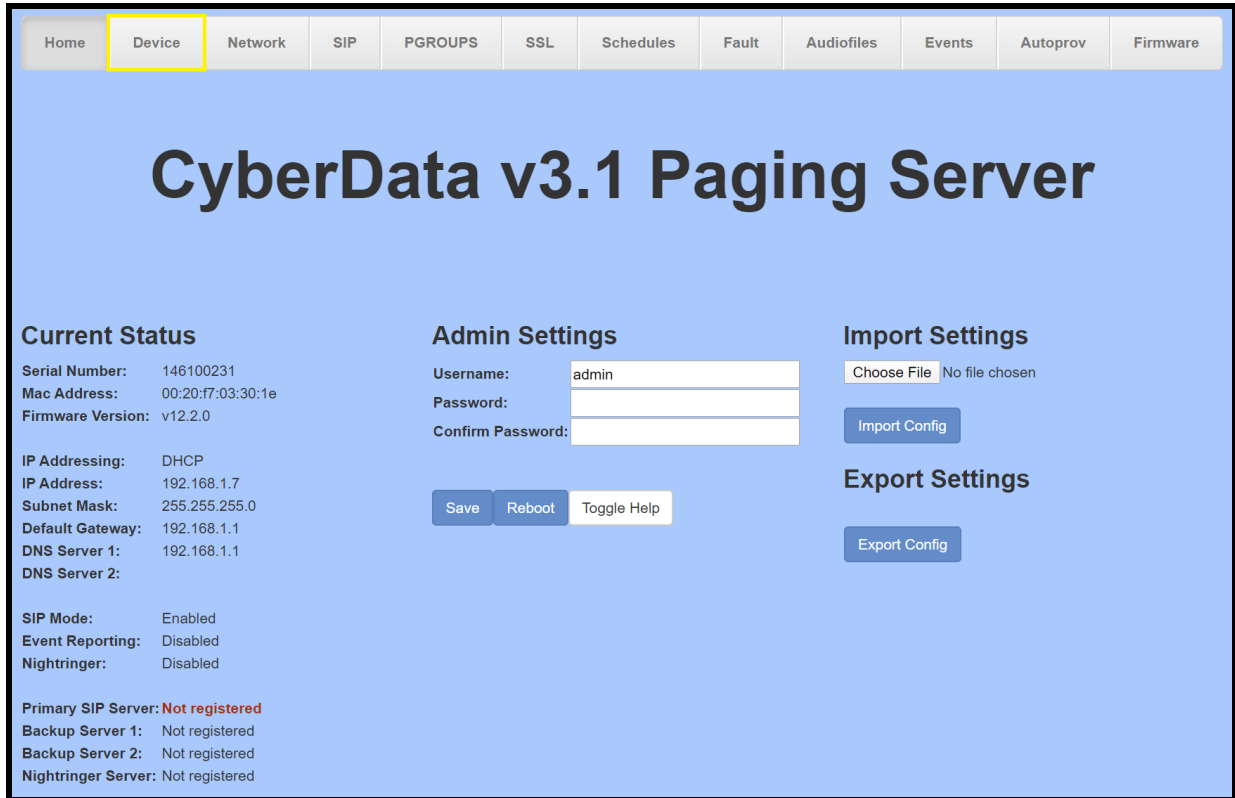 Home Device Network SIP PGROUPS SSL Schedules Fault Audiofiles Events Autoprov Firmware
CyberData v3.1 Paging Server
Current Status
Serial Number: 146100231
Mac Address: 00:20:f7:03:30:1e
Firmware Version: v12.2.0
IP Addressing: DHCP
IP Address: 192.168.1.7
Subnet Mask: 255.255.255.0
Default Gateway: 192.168.1.1
DNS Server 1: 192.168.1.1
DNS Server 2:
SIP Mode: Enabled
Event Reporting: Disabled
Nightringer: Disabled
Primary SIP Server: Not registered
Backup Server 1: Not registered
Backup Server 2: Not registered
Nightringer Server: Not registered
Admin Settings
Username: admin
Password:
Confirm Password:
Save Reboot Toggle Help
Import Settings
Choose File No file chosen
Import Config
Export Settings
Export Config